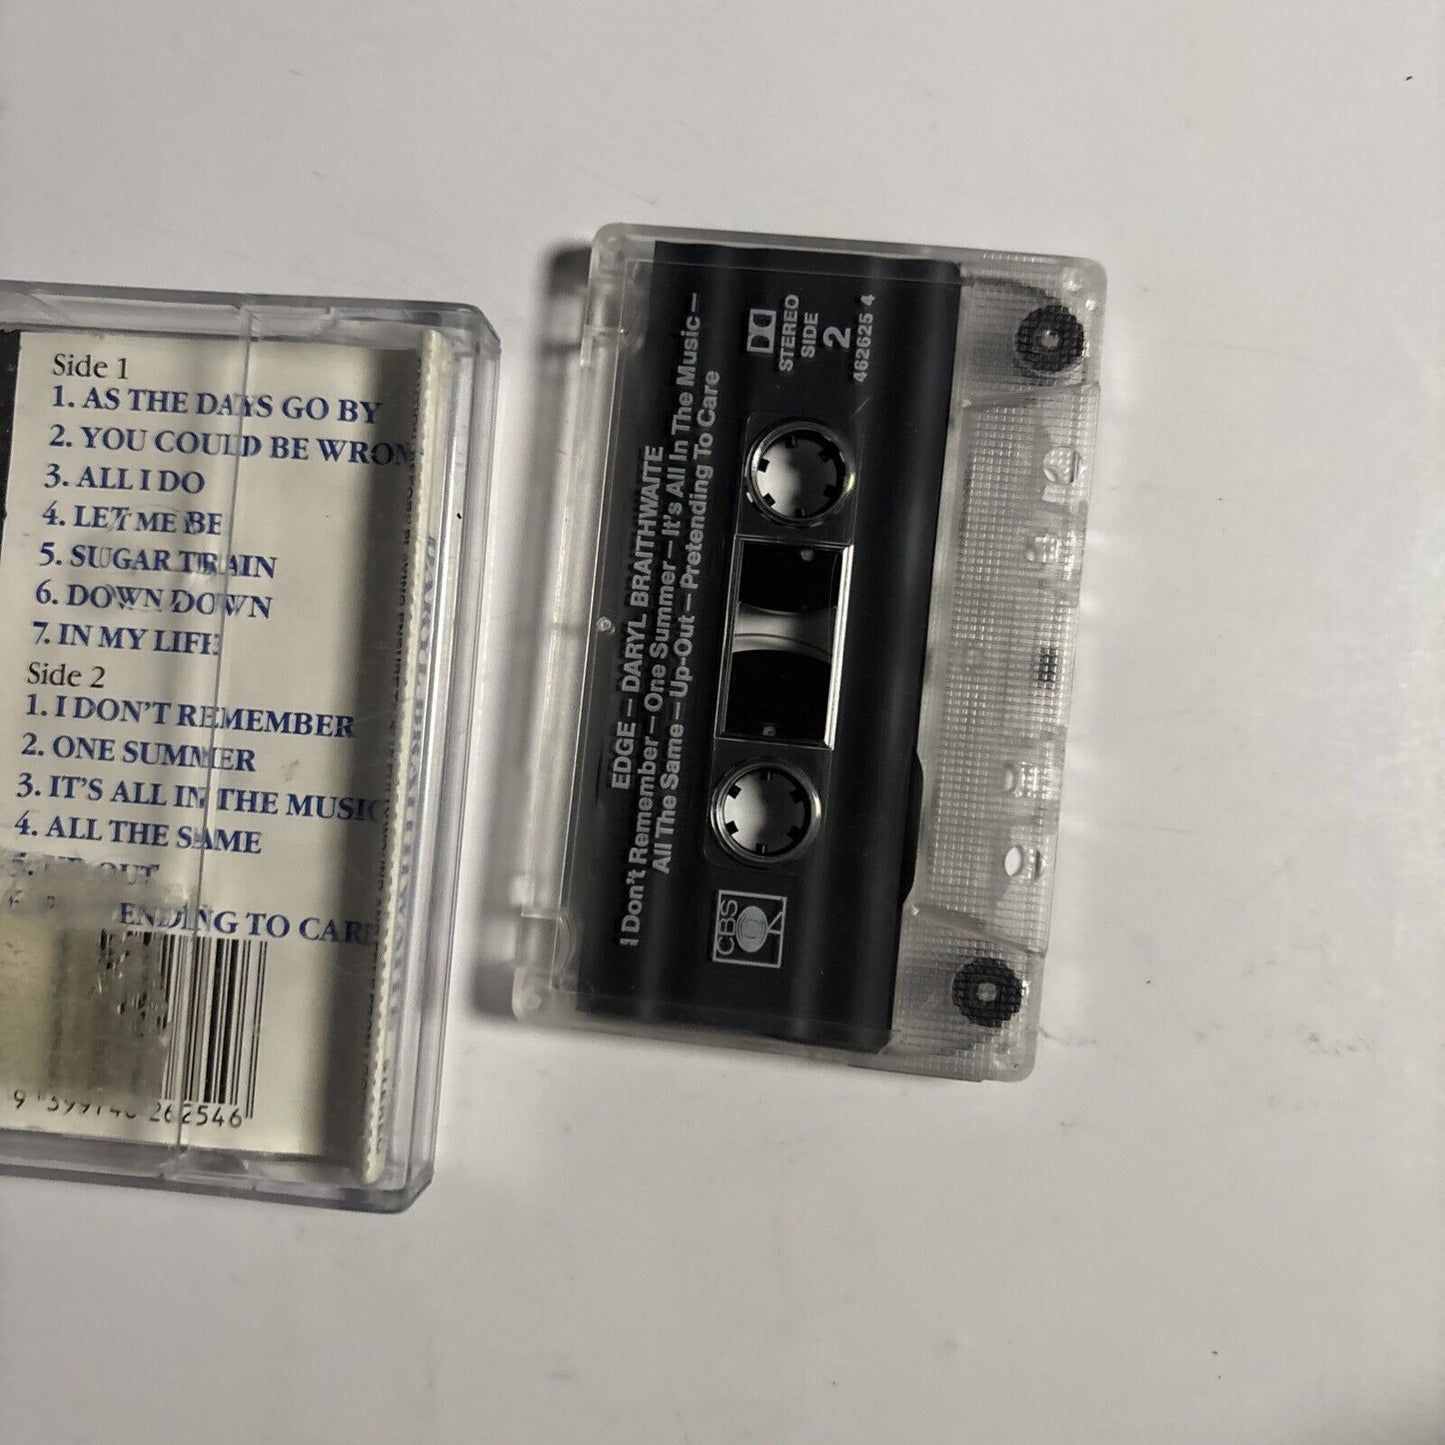 Side 1
1. AS THE DAYS GO BY
2. YOU COULD BE WRON
3. ALL I DO
4. LET ME BE
5. SUGAR TRAIN
6. DOWN DOWN
7. IN MY LIFE
Side 2
1. I DON'T REMEMBER
2. ONE SUMMER
3. IT'S ALL IN THE MUSIC
4. ALL THE SAME
OUT
ENDING TO CARE
262546
EDGE – DARYL BRAITHWAITE
I Don't Remember – One Summer – It's All In The Music –
All The Same – Up-Out – Pretending To Care
STEREO
SIDE
2
462625 4
CBS